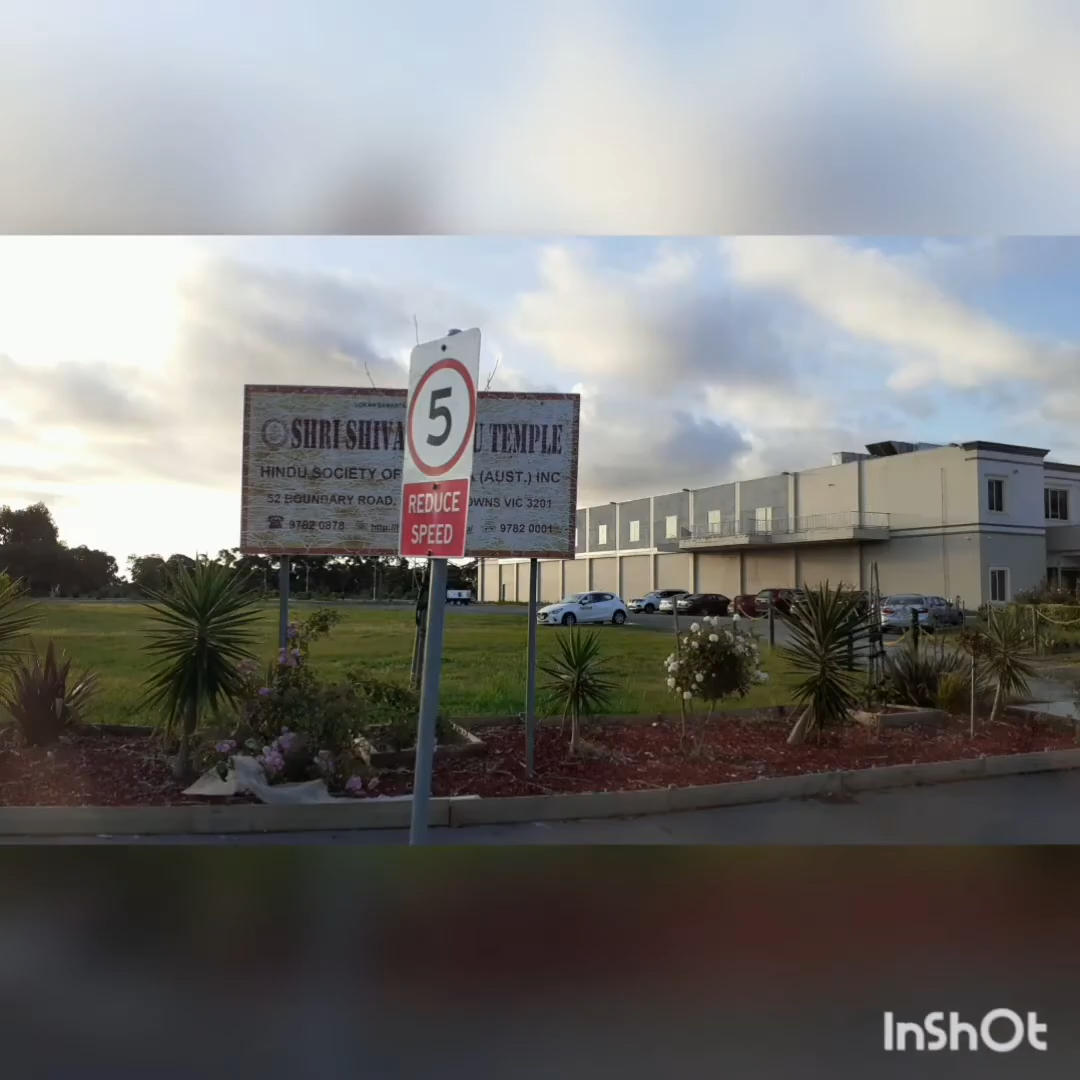 SHRI SHIVA TEMPLE
HINDU SOCIETY OF (AUST.) INC
52 BOUNDARY ROAD, OWNS VIC 3201
9782 0878 http:// 9782 0001
5
REDUCE
SPEED
InShOt